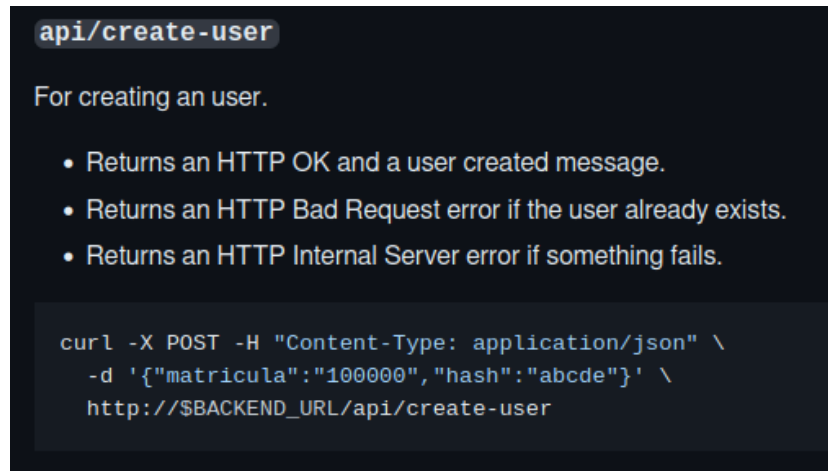 api/create-user
For creating an user.
• Returns an HTTP OK and a user created message.
• Returns an HTTP Bad Request error if the user already exists.
• Returns an HTTP Internal Server error if something fails.
curl -X POST -H "Content-Type: application/json" \
-d '{"matricula":"100000","hash":"abcde"}' \
http://$BACKEND_URL/api/create-user